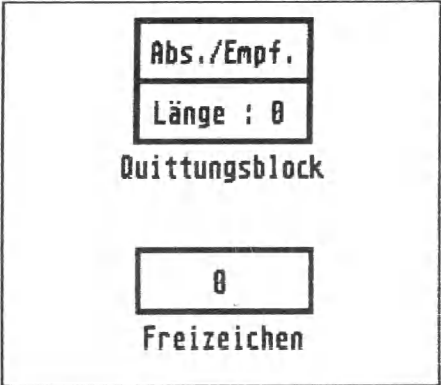 Abs./Empf.
Länge : 0
Quittungsblock
0
Freizeichen